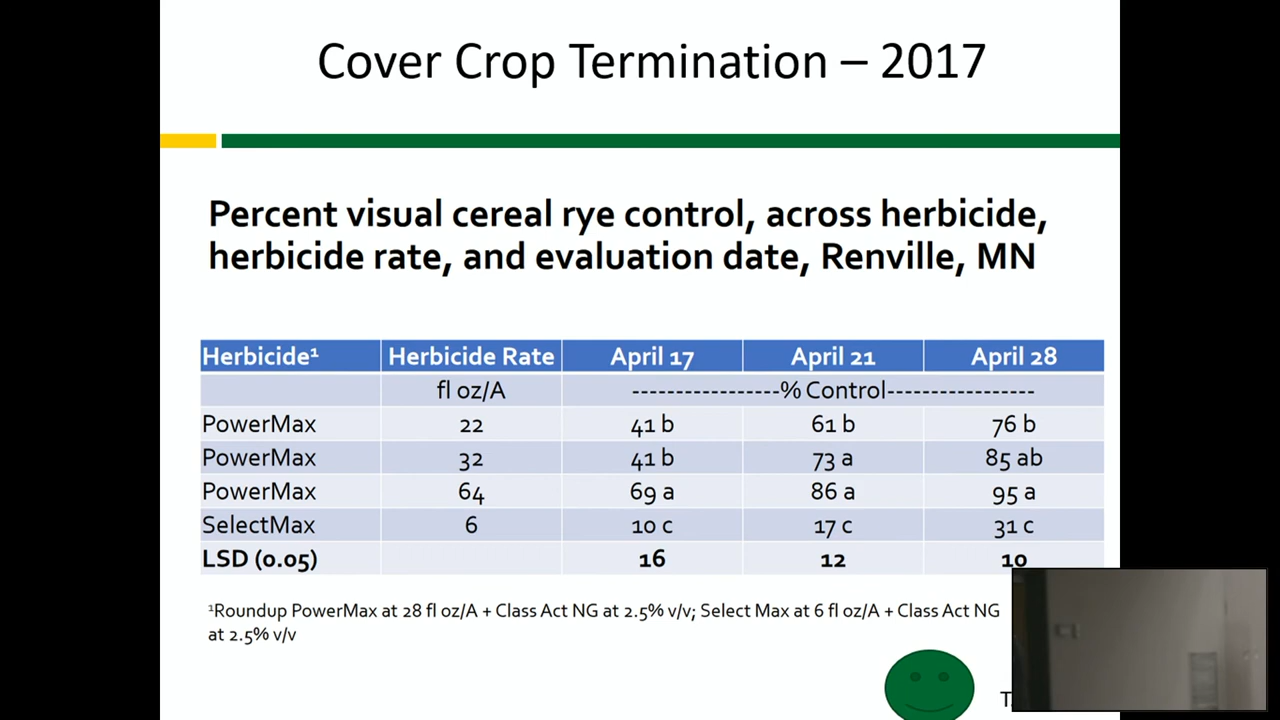 Cover Crop Termination – 2017
Percent visual cereal rye control, across herbicide,
herbicide rate, and evaluation date, Renville, MN
Herbicide¹ Herbicide Rate April 17 April 21 April 28
fl oz/A -----------------% Control-----------------
PowerMax 22 41 b 61 b 76 b
PowerMax 32 41 b 73 a 85 ab
PowerMax 64 69 a 86 a 95 a
SelectMax 6 10 c 17 c 31 c
LSD (0.05) 16 12 10
¹Roundup PowerMax at 28 fl oz/A + Class Act NG at 2.5% v/v; Select Max at 6 fl oz/A + Class Act NG
at 2.5% v/v